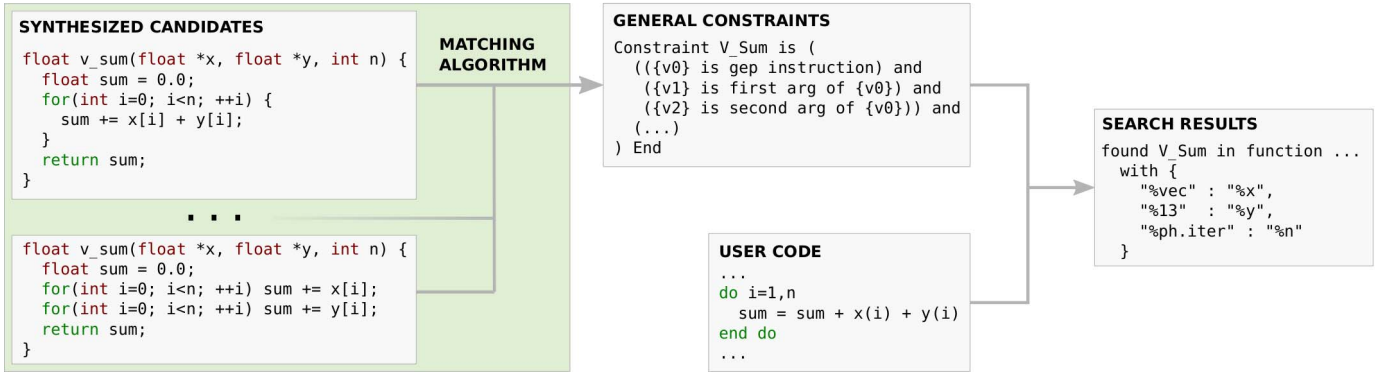 SYNTHESIZED CANDIDATES
float v_sum(float *x, float *y, int n) {
  float sum = 0.0;
  for(int i=0; i<n; ++i) {
    sum += x[i] + y[i];
  }
  return sum;
}
...
float v_sum(float *x, float *y, int n) {
  float sum = 0.0;
  for(int i=0; i<n; ++i) sum += x[i];
  for(int i=0; i<n; ++i) sum += y[i];
  return sum;
}
MATCHING
ALGORITHM
GENERAL CONSTRAINTS
Constraint V_Sum is (
  (({v0} is gep instruction) and
   ({v1} is first arg of {v0}) and
   ({v2} is second arg of {v0})) and
  (...)
) End
USER CODE
...
do i=1,n
  sum = sum + x(i) + y(i)
end do
...
SEARCH RESULTS
found V_Sum in function ...
  with {
    "%vec" : "%x",
    "%13"  : "%y",
    "%ph.iter" : "%n"
  }